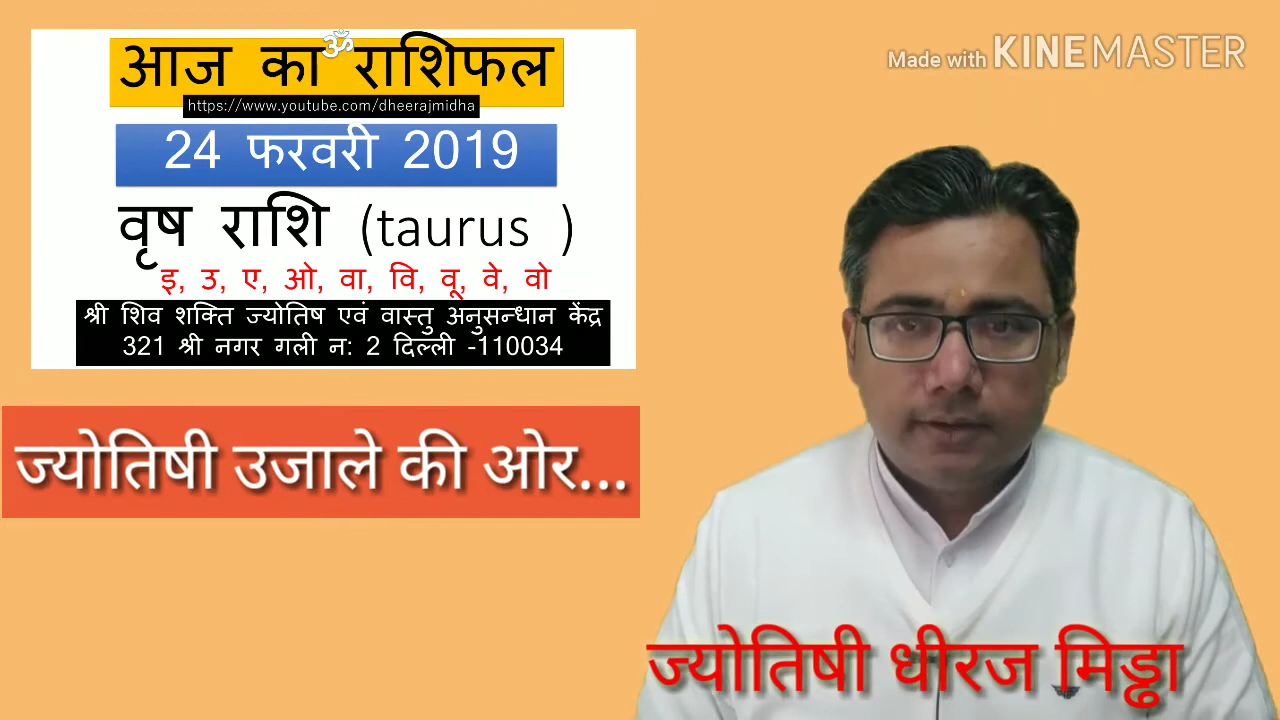 आज का ॐ राशिफल
https://www.youtube.com/dheerajmidha
24 फरवरी 2019
वृष राशि (taurus )
इ, उ, ए, ओ, वा, वि, वू, वे, वो
श्री शिव शक्ति ज्योतिष एवं वास्तु अनुसन्धान केंद्र
321 श्री नगर गली न: 2 दिल्ली -110034
Made with KINEMASTER
ज्योतिषी उजाले की ओर...
ज्योतिषी धीरज मिड्ढा